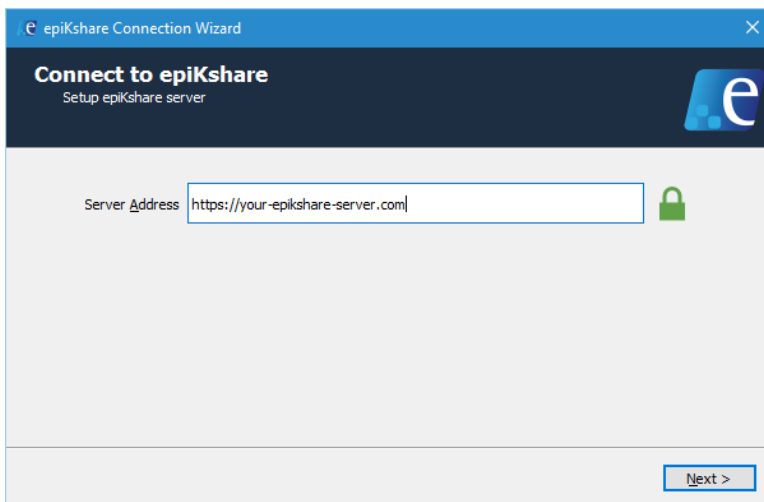 e epiKshare Connection Wizard
Connect to epiKshare
Setup epiKshare server
e
Server Address https://your-epikshare-server.com
Next >